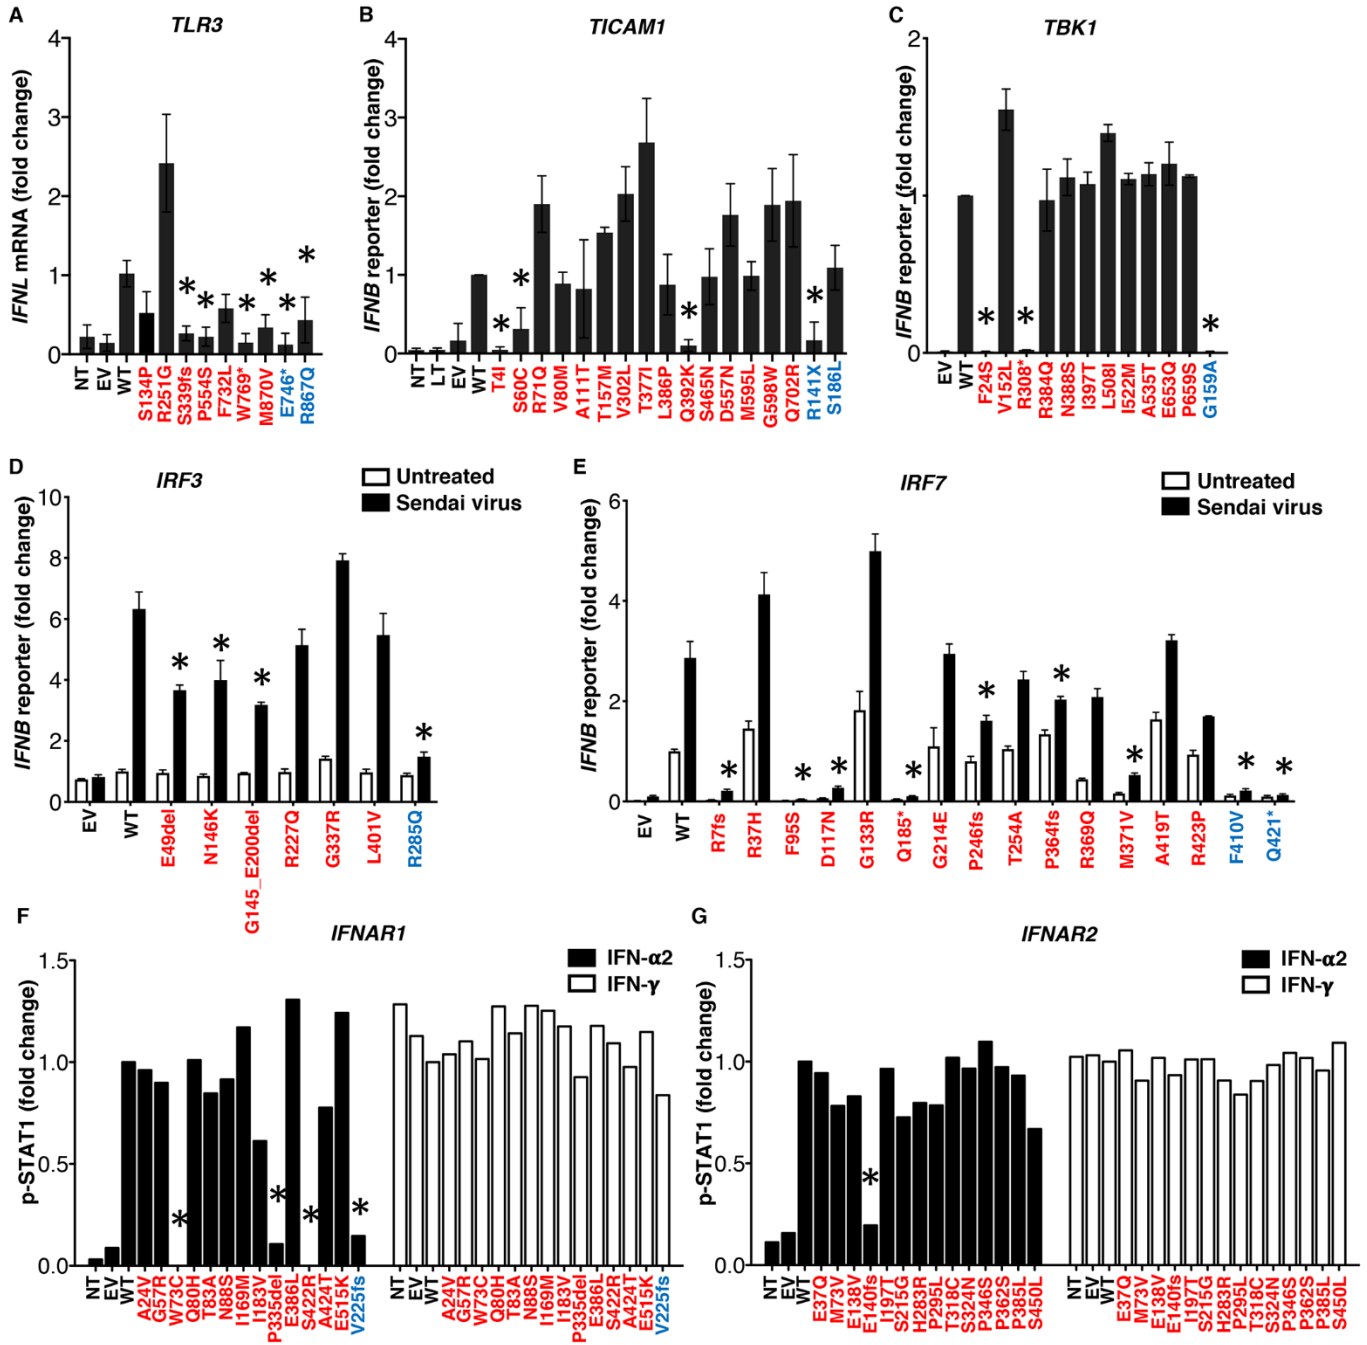 A
TLR3
IFNL mRNA (fold change)
4
3
2
1
0
* * * * * *
NT EV WT S134P R251G S339fs P554S F732L W769* M870V E746* R867Q
B
TICAM1
IFNB reporter (fold change)
4
3
2
1
0
* * * *
NT LT EV WT T4I S60C R71Q V80M A111T T157M V302L T377I L386P Q392K S465N D557N M595L G598W Q702R R141X S186L
C
TBK1
IFNB reporter (fold change)
2
1
0
* * *
EV WT F24S V152L R308* R384Q N388S I397T L508I I522M A535T E653Q P659S G159A
D
IRF3
Untreated
Sendai virus
IFNB reporter (fold change)
10
8
6
4
2
0
* * * *
EV WT E49del N146K G145_E200del R227Q G337R L401V R285Q
E
IRF7
Untreated
Sendai virus
IFNB reporter (fold change)
6
4
2
0
* * * * * * * * *
EV WT R7fs R37H F95S D117N G133R Q185* G214E P246fs T254A P364fs R369Q M371V A419T R423P F410V Q421*
F
IFNAR1
IFN-α2
IFN-γ
p-STAT1 (fold change)
1.5
1.0
0.5
0.0
* * * *
NT EV WT A24V G57R W73C Q80H T83A N88S I169M I183V P335del E386L S422R A424T E515K V225fs
NT EV WT A24V G57R W73C Q80H T83A N88S I169M I183V P335del E386L S422R A424T E515K V225fs
G
IFNAR2
IFN-α2
IFN-γ
p-STAT1 (fold change)
1.5
1.0
0.5
0.0
*
NT EV WT E37Q M73V E138V E140fs I197T S215G H283R P295L T318C S324N P346S P362S P385L S450L
NT EV WT E37Q M73V E138V E140fs I197T S215G H283R P295L T318C S324N P346S P362S P385L S450L